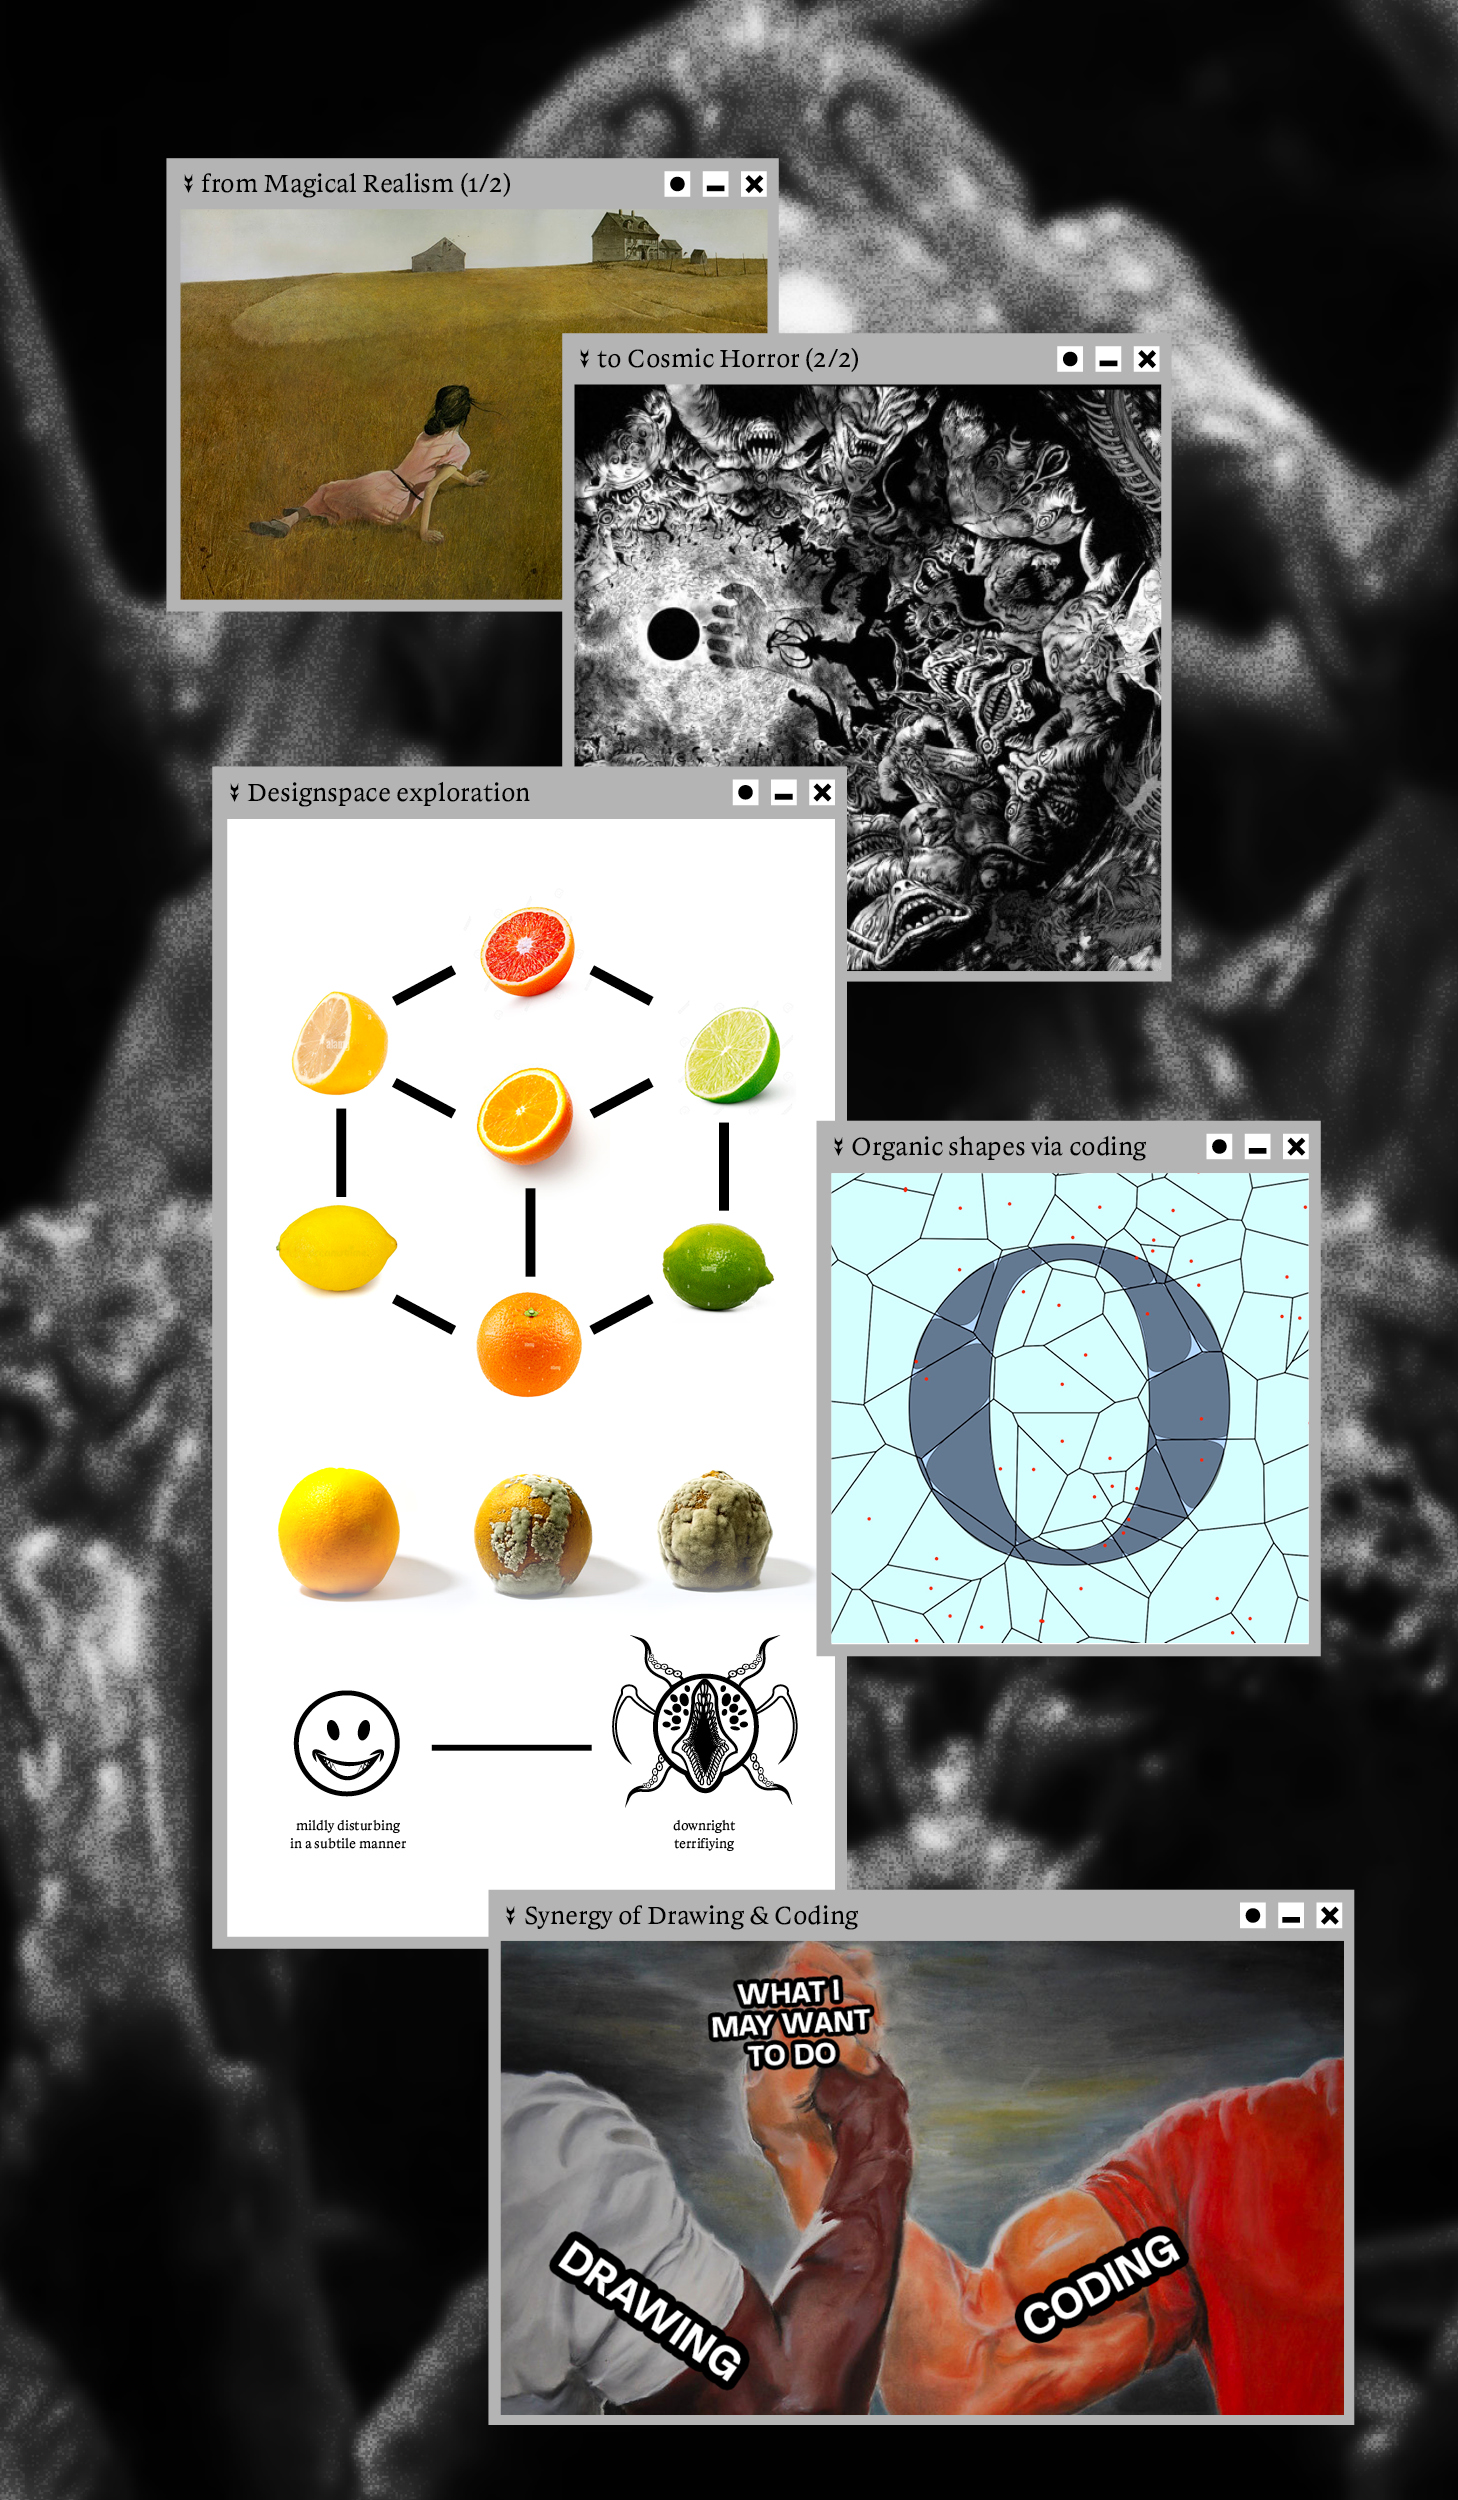 from Magical Realism (1/2)
to Cosmic Horror (2/2)
Designspace exploration
mildly disturbing
in a subtile manner
downright
terrifiying
Organic shapes via coding
O
Synergy of Drawing & Coding
WHAT I
MAY WANT
TO DO
DRAWING
CODING